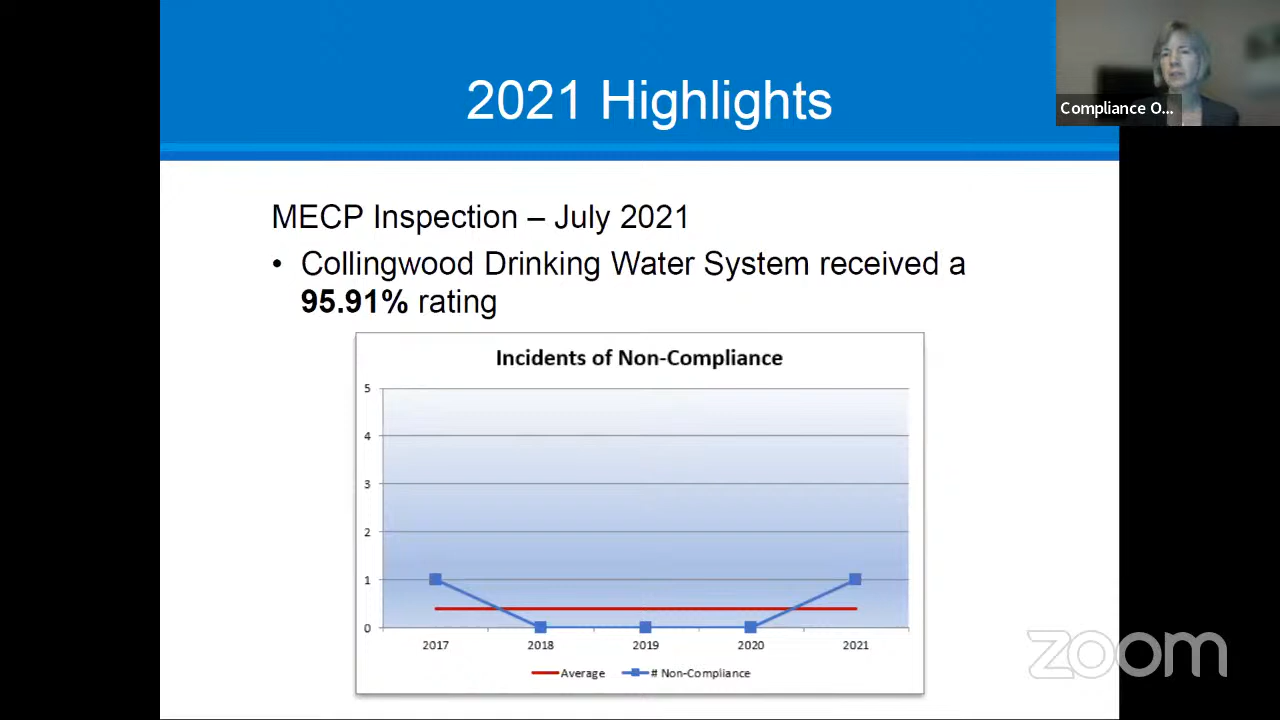 2021 Highlights
Compliance O...
MECP Inspection – July 2021
• Collingwood Drinking Water System received a
95.91% rating
Incidents of Non-Compliance
5
4
3
2
1
0
2017 2018 2019 2020 2021
Average # Non-Compliance
zoom